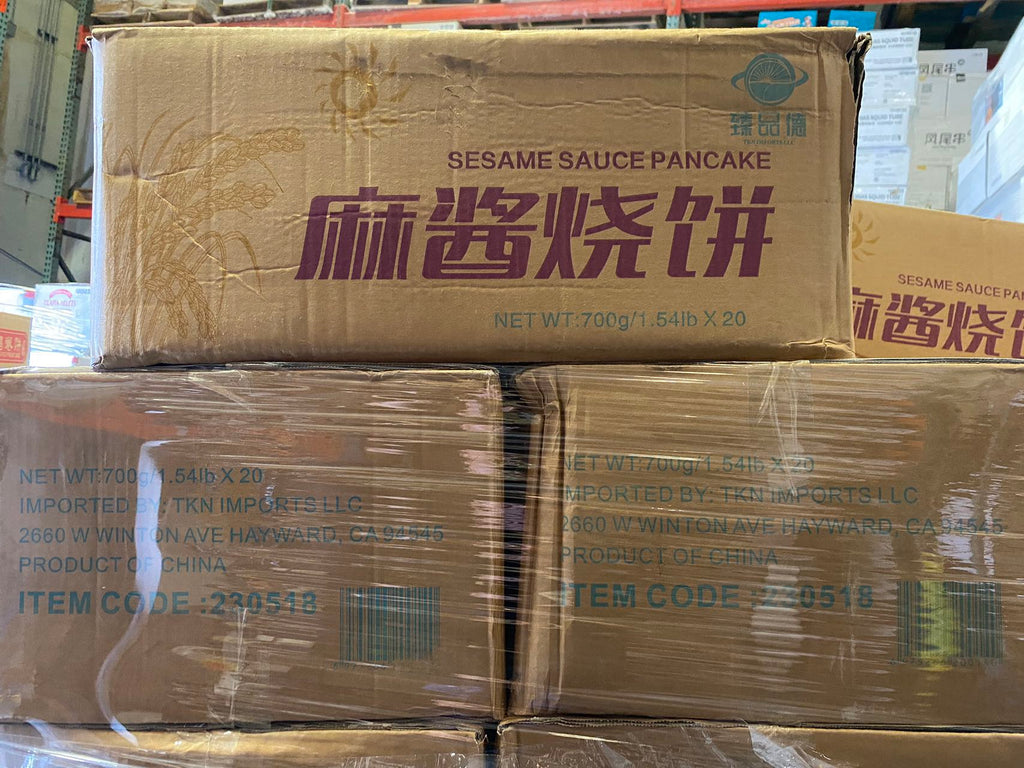 臻品德
TKN IMPORTS LLC
SESAME SAUCE PANCAKE
麻酱烧饼
NET WT:700g/1.54lb X 20
SESAME SAUCE PAN
麻酱烧饼
凤尾串
凤尾串
NET WT:700g/1.54lb X 20
IMPORTED BY: TKN IMPORTS LLC
2660 W WINTON AVE HAYWARD, CA 94545
PRODUCT OF CHINA
ITEM CODE :230518
NET WT:700g/1.54lb X 20
IMPORTED BY: TKN IMPORTS LLC
2660 W WINTON AVE HAYWARD, CA 94545
PRODUCT OF CHINA
ITEM CODE :230518